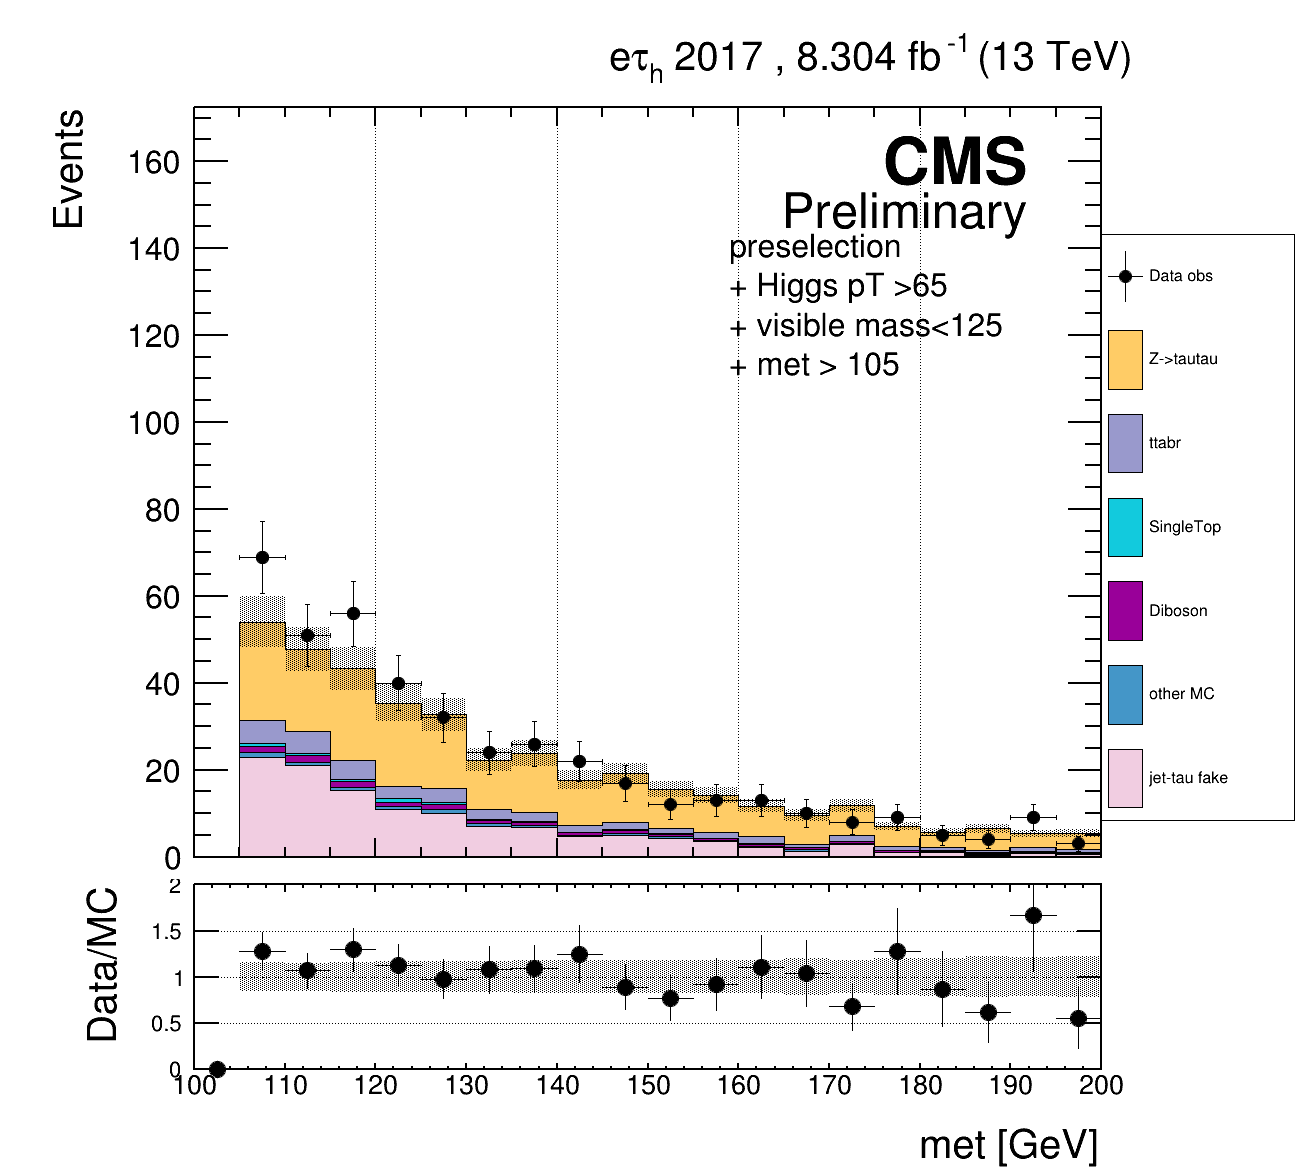 eτh 2017 , 8.304 fb-1 (13 TeV)
Events
160
140
120
100
80
60
40
20
0
CMS
Preliminary
preselection
+ Higgs pT >65
+ visible mass<125
+ met > 105
Data obs
Z->tautau
ttabr
SingleTop
Diboson
other MC
jet-tau fake
Data/MC
2
1.5
1
0.5
0
100 110 120 130 140 150 160 170 180 190 200
met [GeV]